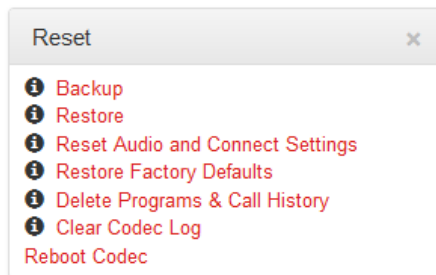 Reset ×
Backup
Restore
Reset Audio and Connect Settings
Restore Factory Defaults
Delete Programs & Call History
Clear Codec Log
Reboot Codec